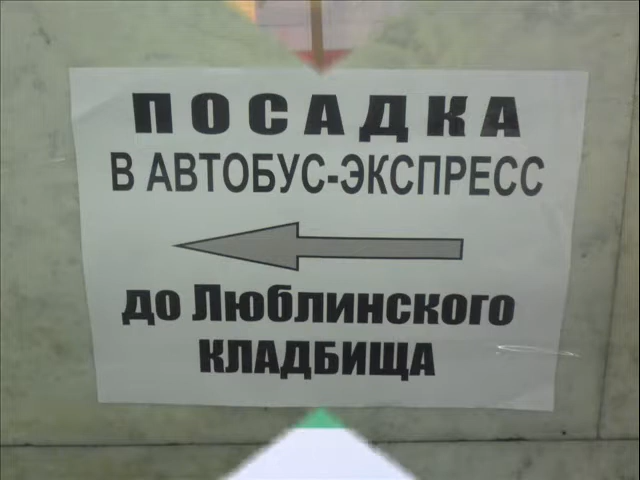 ПОСАДКА
В АВТОБУС-ЭКСПРЕСС
до Люблинского
КЛАДБИЩА